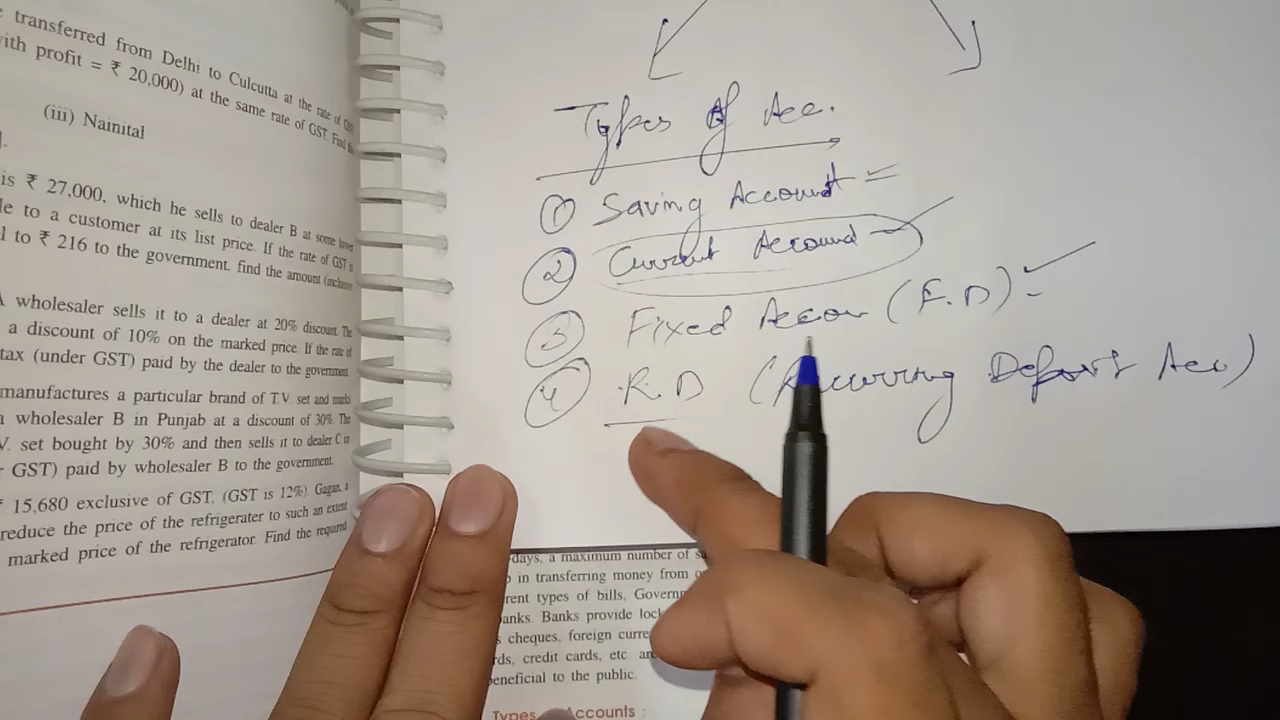 transferred from Delhi to Culcutta at the rate of
with profit = ₹ 20,000) at the same rate of GST. Find
(iii) Nainital
is ₹ 27,000, which he sells to dealer B at some lower
to a customer at its list price. If the rate of GST is
to ₹ 216 to the government, find the amount
wholesaler sells it to a dealer at 20% discount. The
a discount of 10% on the marked price. If the rate of
tax (under GST) paid by the dealer to the government.
manufactures a particular brand of T.V. set and marks
wholesaler B in Punjab at a discount of 30%. The
set bought by 30% and then sells it to dealer C in
GST) paid by wholesaler B to the government.
15,680 exclusive of GST, (GST is 12%). Gagan, a
reduce the price of the refrigerater to such an extent
marked price of the refrigerator. Find the required
Types of Acc.
① Saving Account
② Current Account
③ Fixed Accou (F.D)
④ R.D (Recurring Deposit Acc)
days, a maximum number of
in transferring money from
types of bills, Govern
Banks provide
cheques, foreign
credit cards, etc.
beneficial to the public.
Types Accounts :